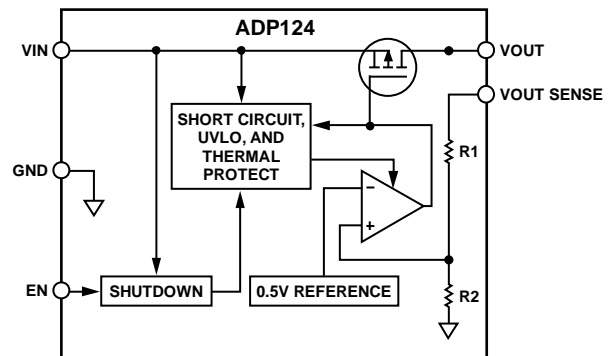 ADP124
VIN
VOUT
VOUT SENSE
SHORT CIRCUIT,
UVLO, AND
THERMAL
PROTECT
R1
GND
–
+
EN
SHUTDOWN
0.5V REFERENCE
R2